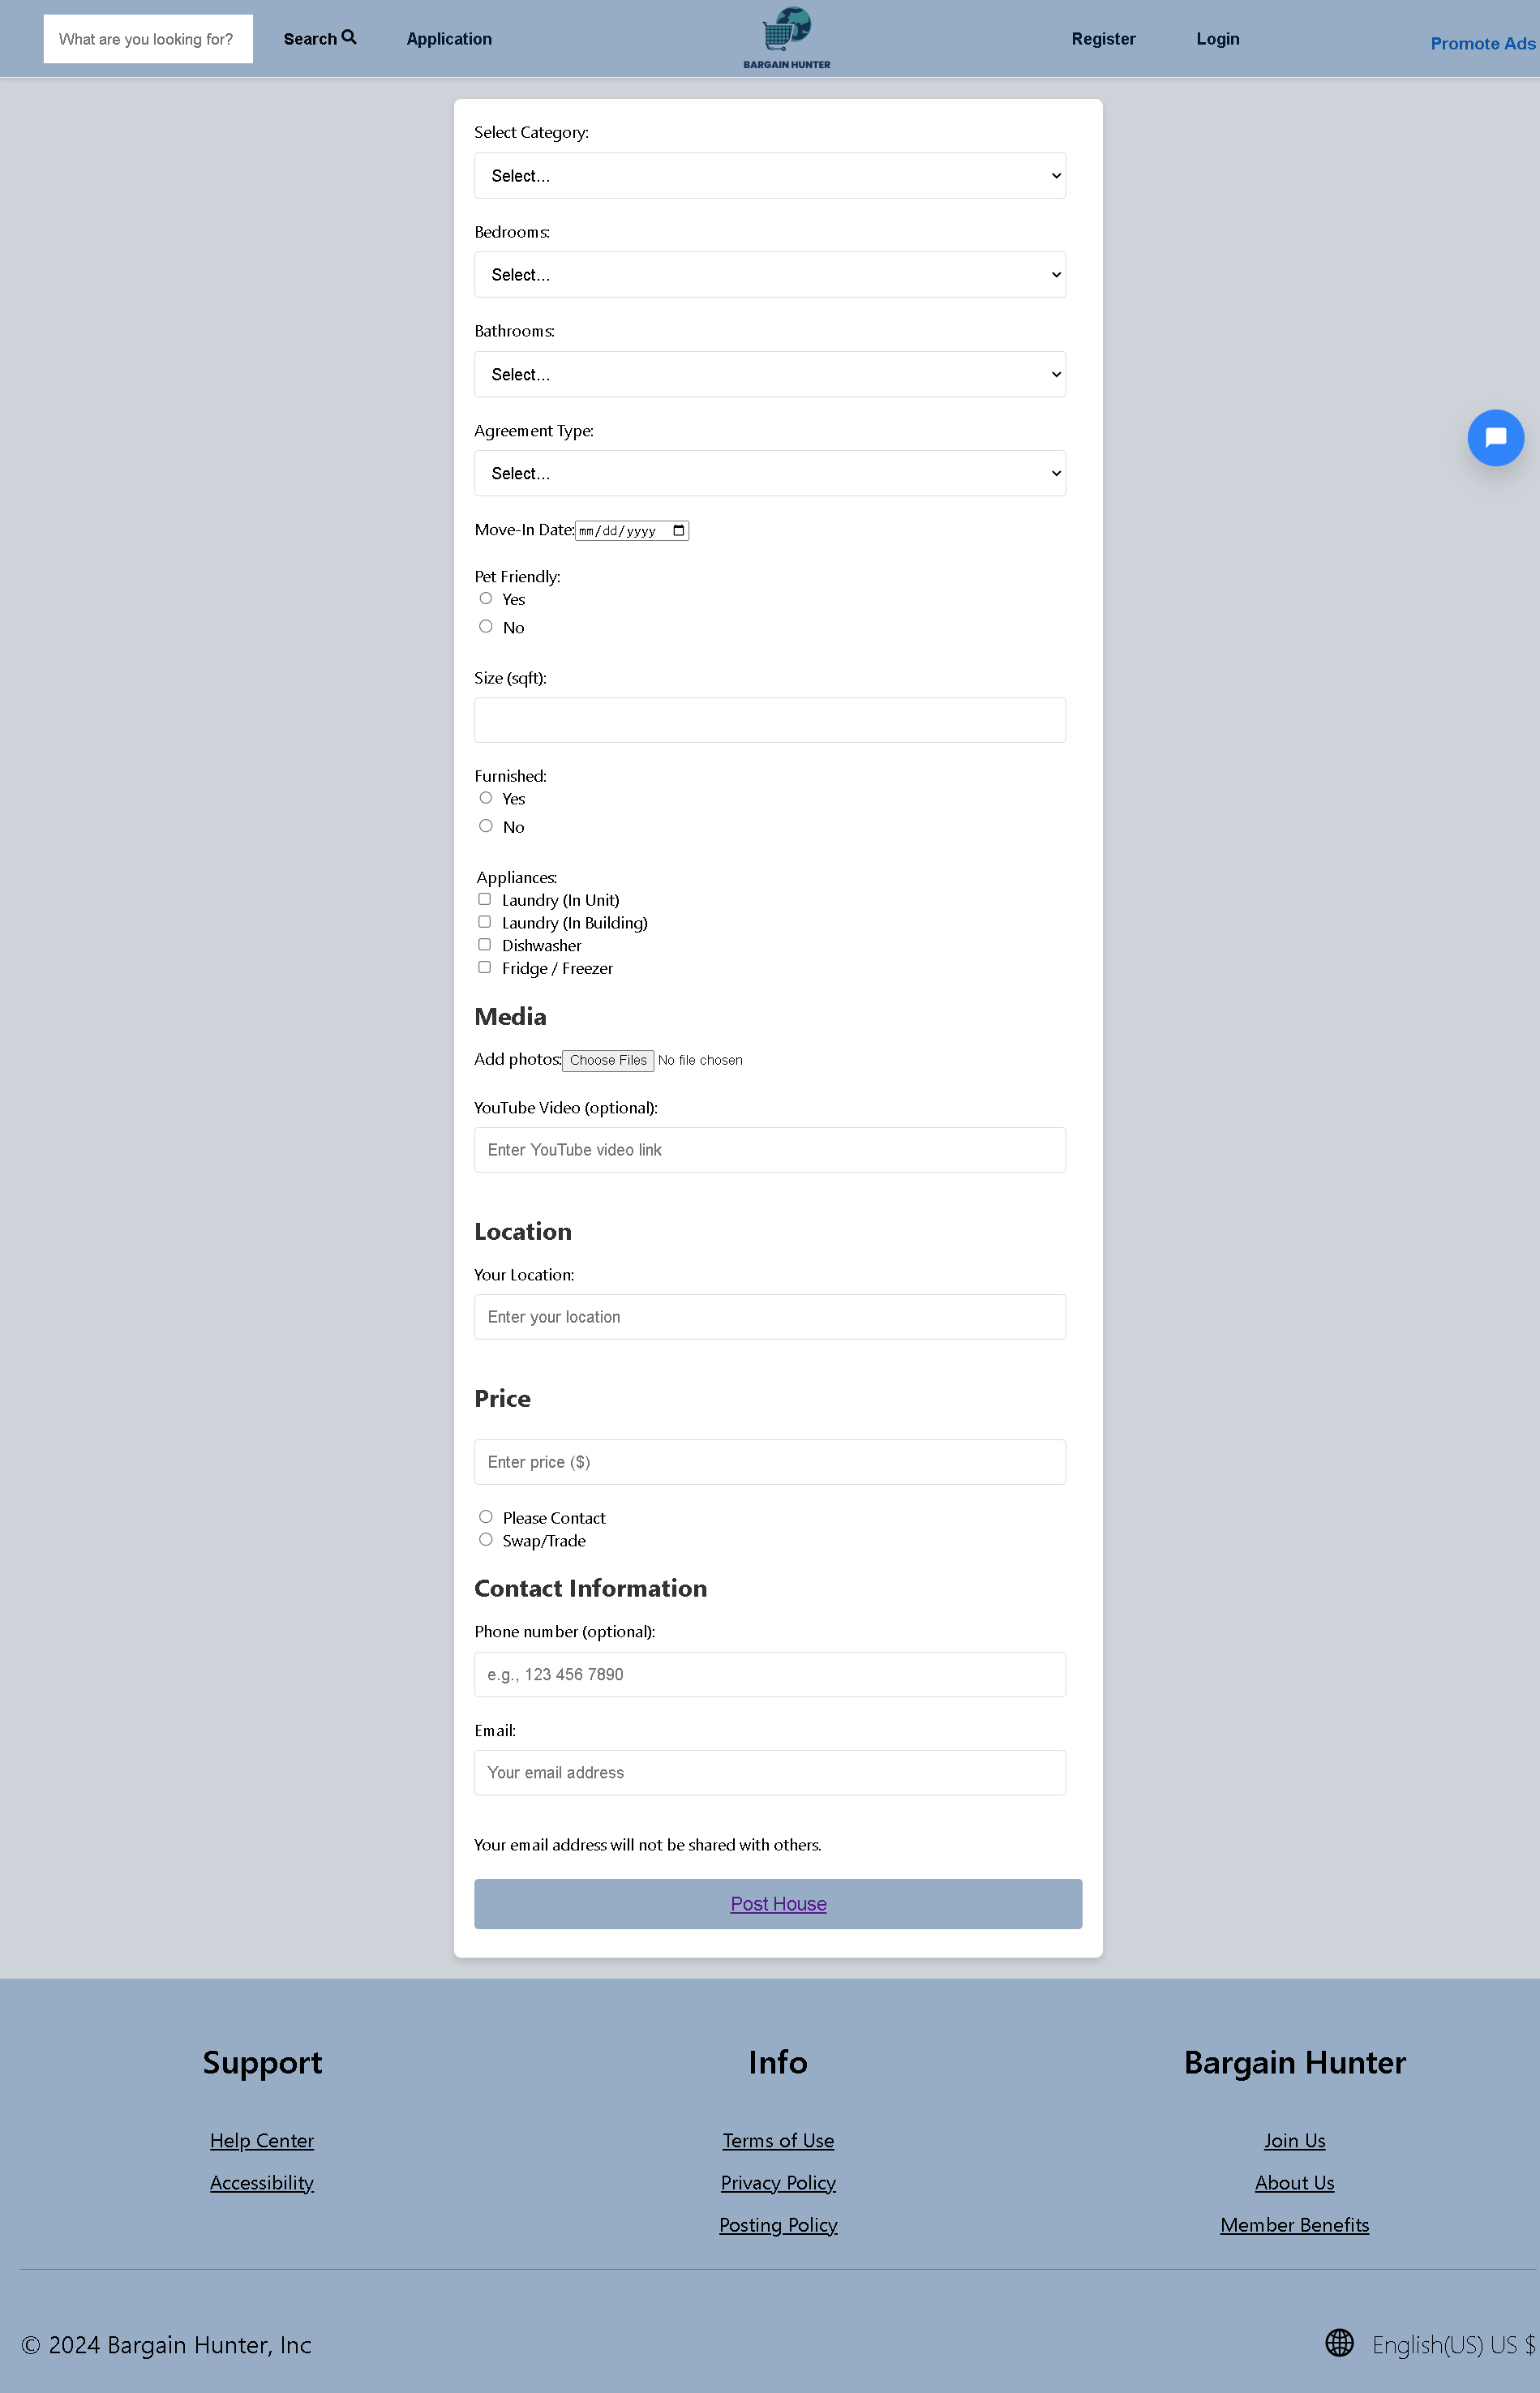 What are you looking for?
Search
Application
BARGAIN HUNTER
Register
Login
Promote Ads
Select Category:
Select...
Bedrooms:
Select...
Bathrooms:
Select...
Agreement Type:
Select...
Move-In Date: mm/dd/yyyy
Pet Friendly:
Yes
No
Size (sqft):
Furnished:
Yes
No
Appliances:
Laundry (In Unit)
Laundry (In Building)
Dishwasher
Fridge / Freezer
Media
Add photos: Choose Files No file chosen
YouTube Video (optional):
Enter YouTube video link
Location
Your Location:
Enter your location
Price
Enter price ($)
Please Contact
Swap/Trade
Contact Information
Phone number (optional):
e.g., 123 456 7890
Email:
Your email address
Your email address will not be shared with others.
Post House
Support
Help Center
Accessibility
Info
Terms of Use
Privacy Policy
Posting Policy
Bargain Hunter
Join Us
About Us
Member Benefits
© 2024 Bargain Hunter, Inc
English(US) US $